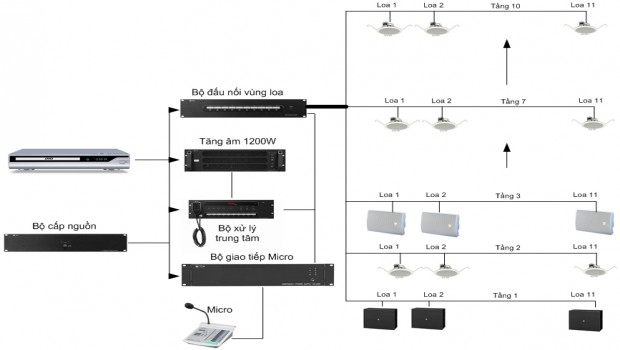 Loa 1 Loa 2 Tầng 10 Loa 11
Bộ đấu nối vùng loa
Loa 1 Loa 2 Tầng 7 Loa 11
Tăng âm 1200W
Loa 1 Loa 2 Tầng 3 Loa 11
Bộ cấp nguồn
Bộ xử lý
trung tâm
Bộ giao tiếp Micro
Loa 1 Loa 2 Tầng 2 Loa 11
Loa 1 Loa 2 Tầng 1 Loa 11
Micro